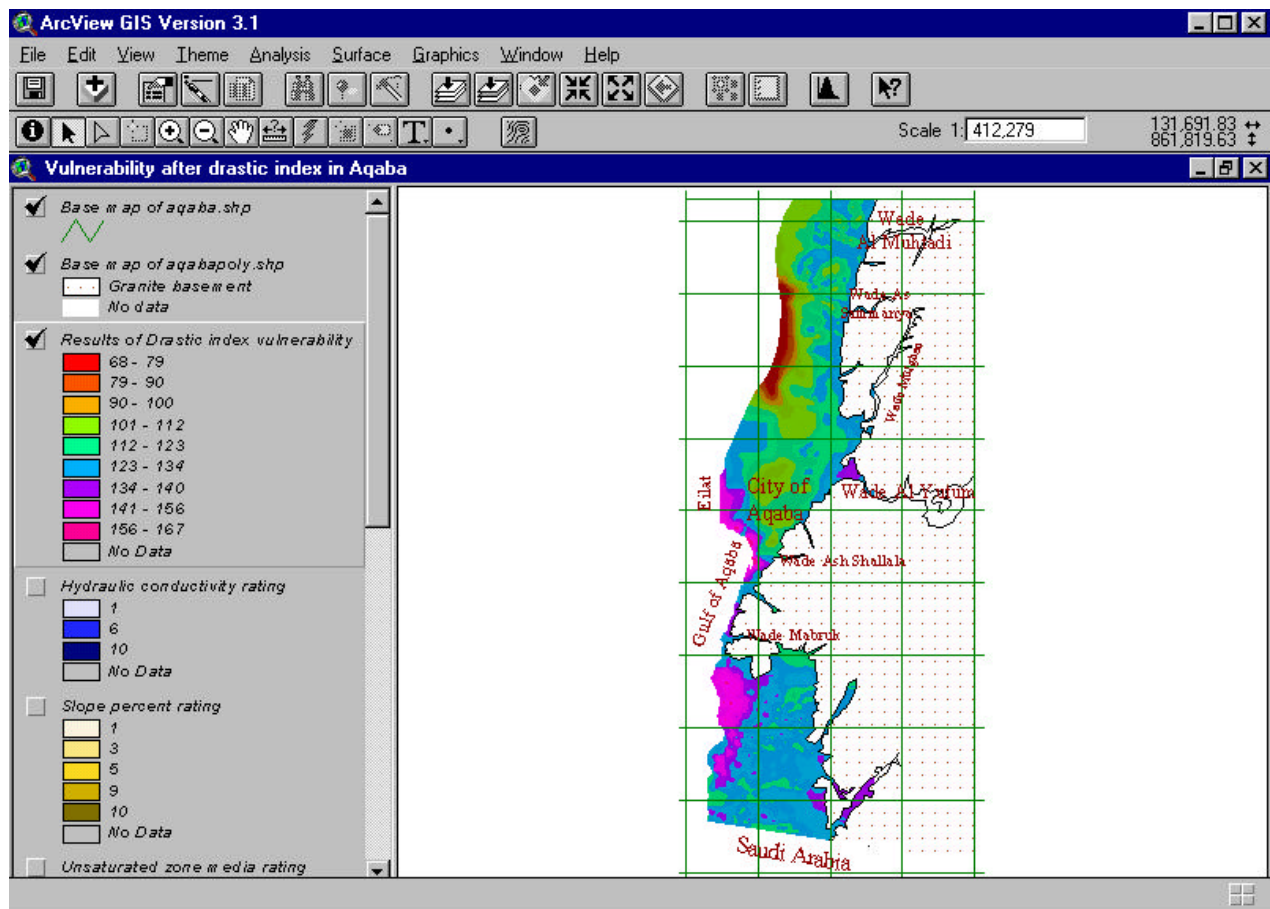 ArcView GIS Version 3.1
File Edit View Theme Analysis Surface Graphics Window Help
Scale 1: 412,279
131,691.83
861,819.63
Vulnerability after drastic index in Aqaba
Base map of aqaba.shp
Base map of aqabapoly.shp
Granite basement
No data
Results of Drastic index vulnerability
68 - 79
79 - 90
90 - 100
101 - 112
112 - 123
123 - 134
134 - 140
141 - 156
156 - 167
No Data
Hydraulic conductivity rating
1
6
10
No Data
Slope percent rating
1
3
5
9
10
No Data
Unsaturated zone media rating
Wade
Al Muhtadi
Wade As
Wade
Eilat
City of
Aqaba
Wade Al Yutum
Gulf of Aqaba
Wade Ash Shallala
Wade Mabruk
Saudi Arabia